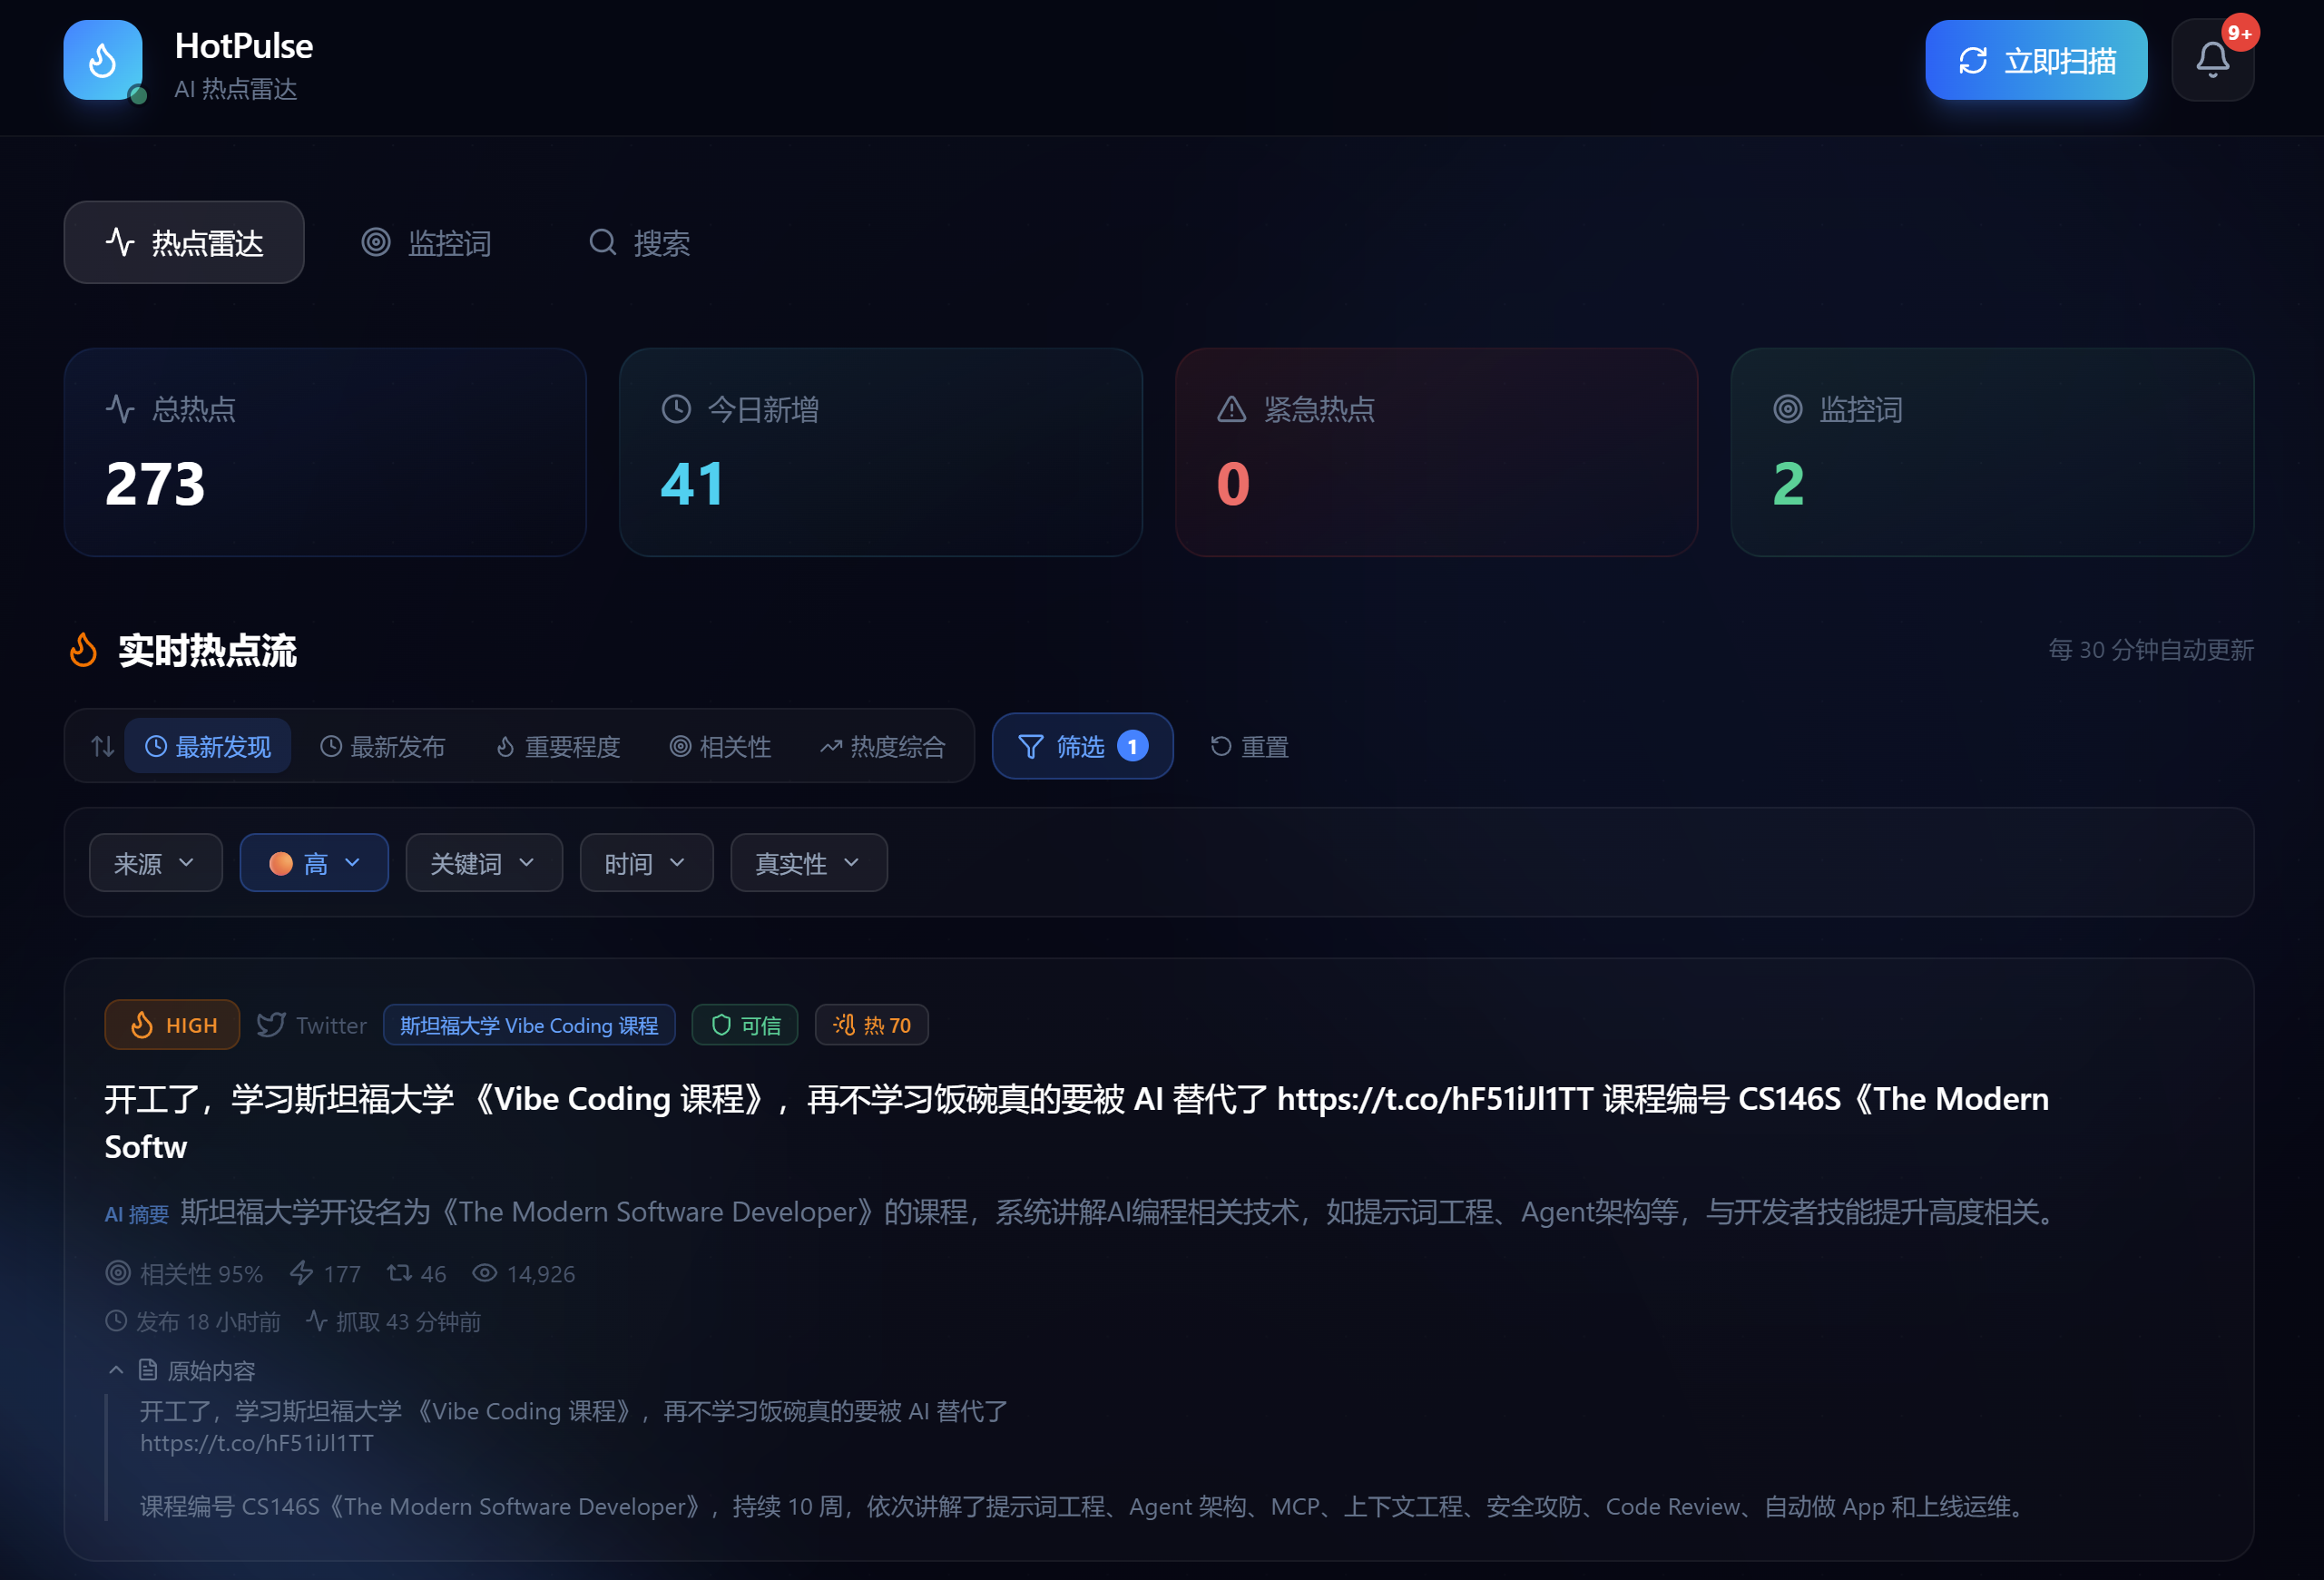 HotPulse
AI 热点雷达
立即扫描
9+
热点雷达 监控词 搜索
总热点
273
今日新增
41
紧急热点
0
监控词
2
实时热点流
每 30 分钟自动更新
最新发现 最新发布 重要程度 相关性 热度综合 筛选 1 重置
来源 高 关键词 时间 真实性
HIGH Twitter 斯坦福大学 Vibe Coding 课程 可信 热 70
开工了，学习斯坦福大学 《Vibe Coding 课程》，再不学习饭碗真的要被 AI 替代了 https://t.co/hF51iJl1TT 课程编号 CS146S《The Modern
Softw
AI 摘要 斯坦福大学开设名为《The Modern Software Developer》的课程，系统讲解AI编程相关技术，如提示词工程、Agent架构等，与开发者技能提升高度相关。
相关性 95% 177 46 14,926
发布 18 小时前 抓取 43 分钟前
原始内容
开工了，学习斯坦福大学 《Vibe Coding 课程》，再不学习饭碗真的要被 AI 替代了
https://t.co/hF51iJl1TT
课程编号 CS146S《The Modern Software Developer》，持续 10 周，依次讲解了提示词工程、Agent 架构、MCP、上下文工程、安全攻防、Code Review、自动做 App 和上线运维。